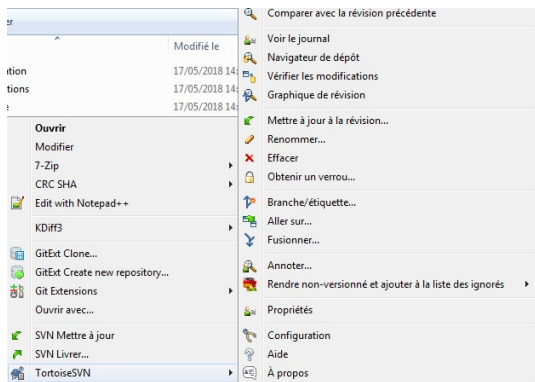 er
Modifié le
ation
17/05/2018 14:
tions
17/05/2018 14:
e
17/05/2018 14:
Ouvrir
Modifier
7-Zip
CRC SHA
Edit with Notepad++
KDiff3
GitExt Clone...
GitExt Create new repository...
Git Extensions
Ouvrir avec...
SVN Mettre à jour
SVN Livrer...
TortoiseSVN
Comparer avec la révision précédente
Voir le journal
Navigateur de dépôt
Vérifier les modifications
Graphique de révision
Mettre à jour à la révision...
Renommer...
Effacer
Obtenir un verrou...
Branche/étiquette...
Aller sur...
Fusionner...
Annoter...
Rendre non-versionné et ajouter à la liste des ignorés
Propriétés
Configuration
Aide
À propos